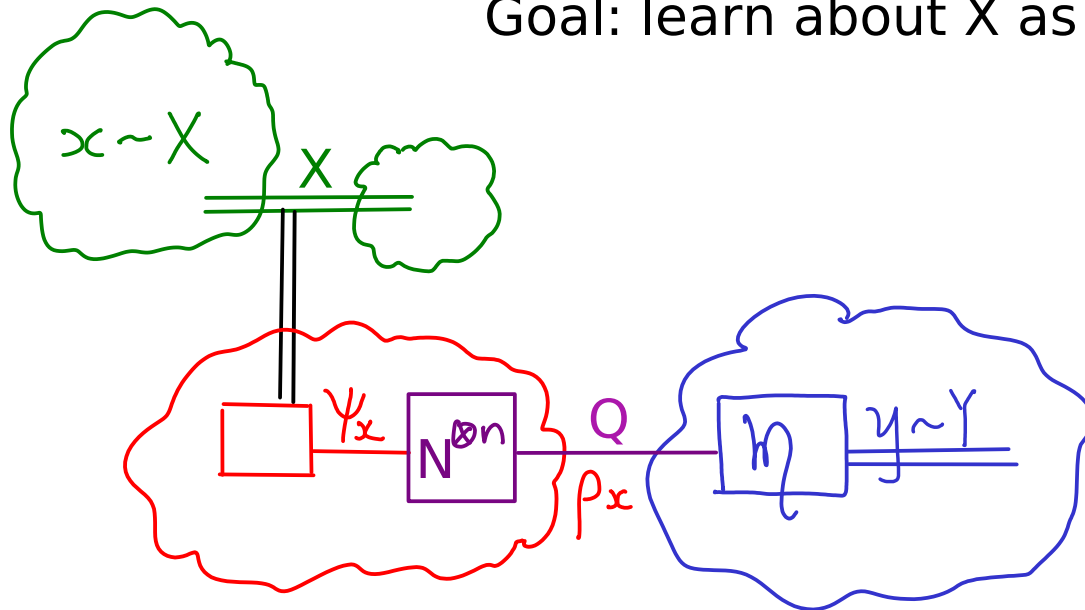 Goal: learn about X as
x ~ X
X
ψx
N⊗n
Q
ρx
y ~ Y